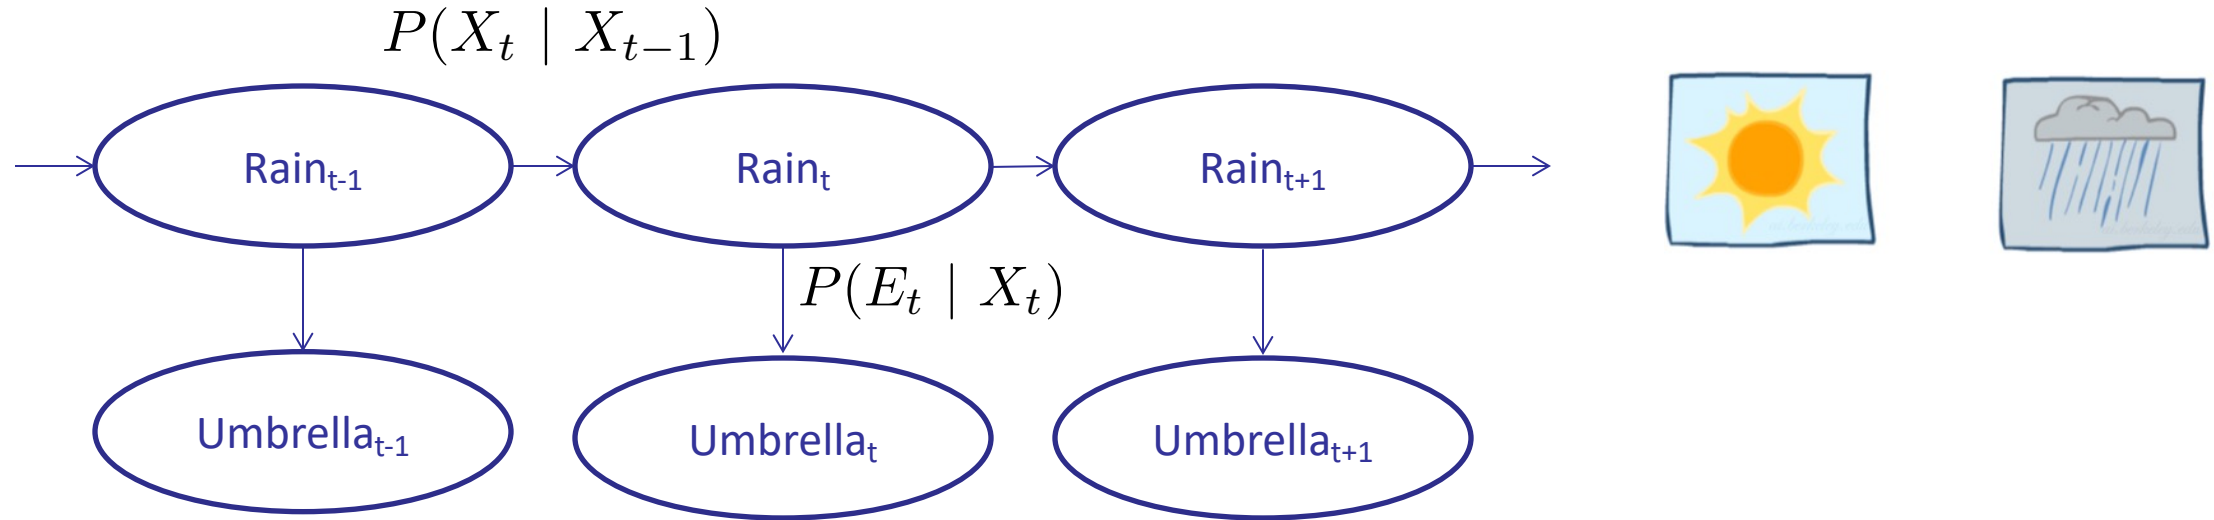 P(X_t | X_{t−1})
Rain_{t-1}
Rain_t
Rain_{t+1}
P(E_t | X_t)
Umbrella_{t-1}
Umbrella_t
Umbrella_{t+1}